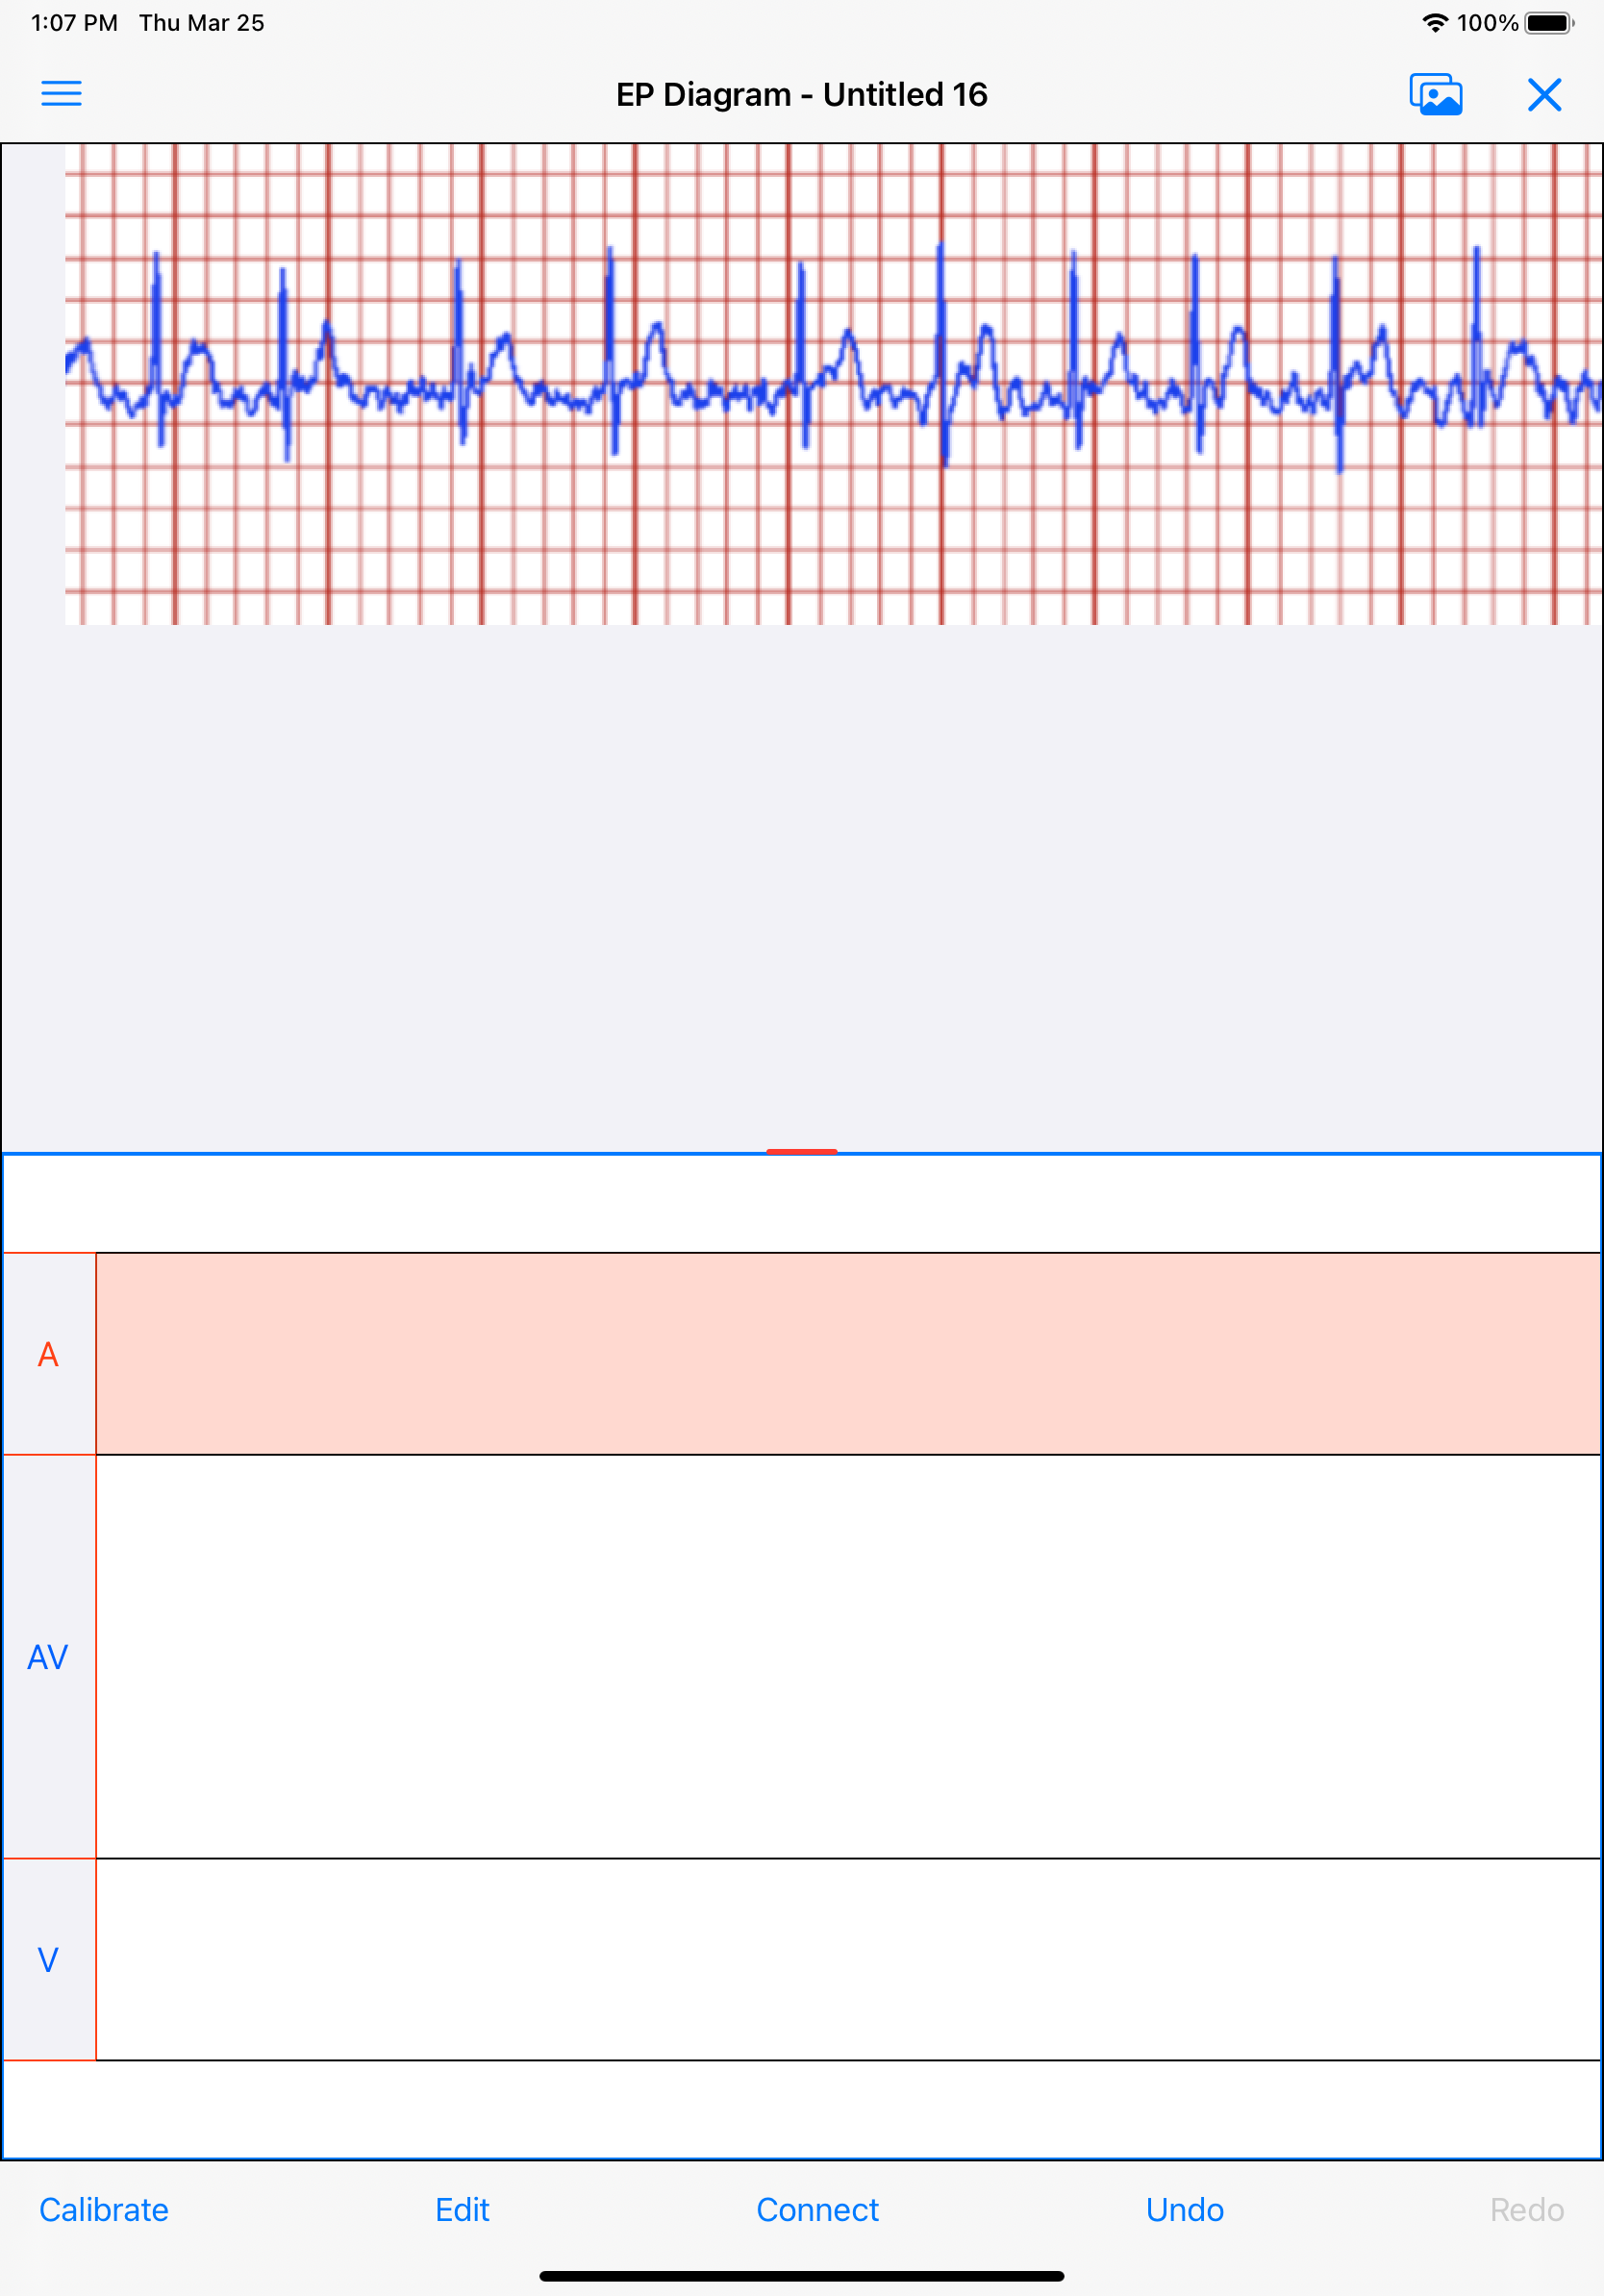 1:07 PM Thu Mar 25 100%
EP Diagram - Untitled 16
A
AV
V
Calibrate Edit Connect Undo Redo